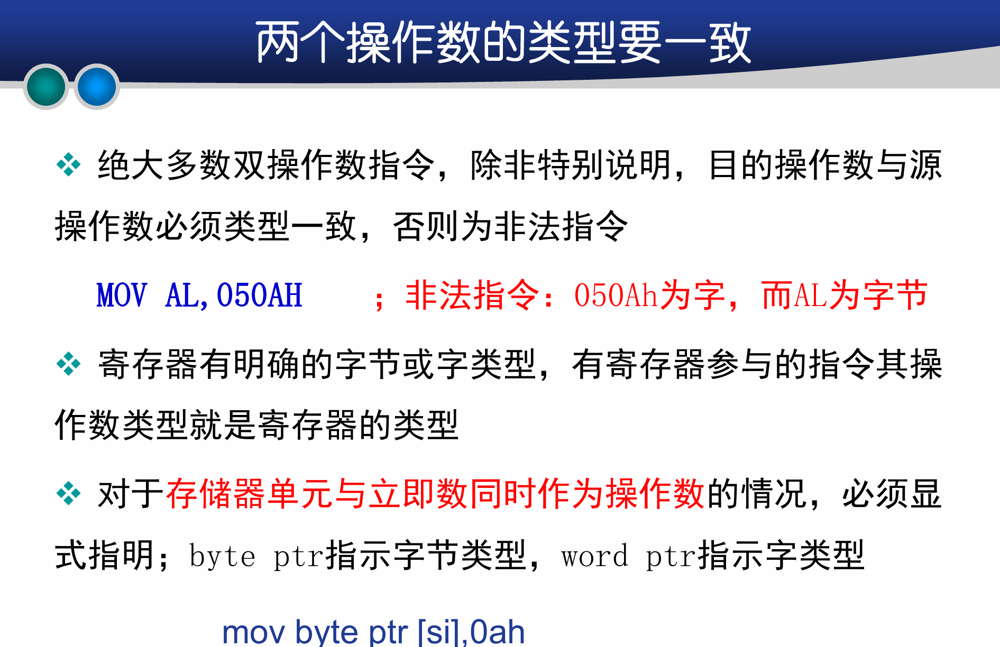 两个操作数的类型要一致
绝大多数双操作数指令，除非特别说明，目的操作数与源
操作数必须类型一致，否则为非法指令
MOV AL,050AH ；非法指令：050Ah为字，而AL为字节
寄存器有明确的字节或字类型，有寄存器参与的指令其操
作数类型就是寄存器的类型
对于存储器单元与立即数同时作为操作数的情况，必须显
式指明；byte ptr指示字节类型，word ptr指示字类型
mov byte ptr [si],0ah